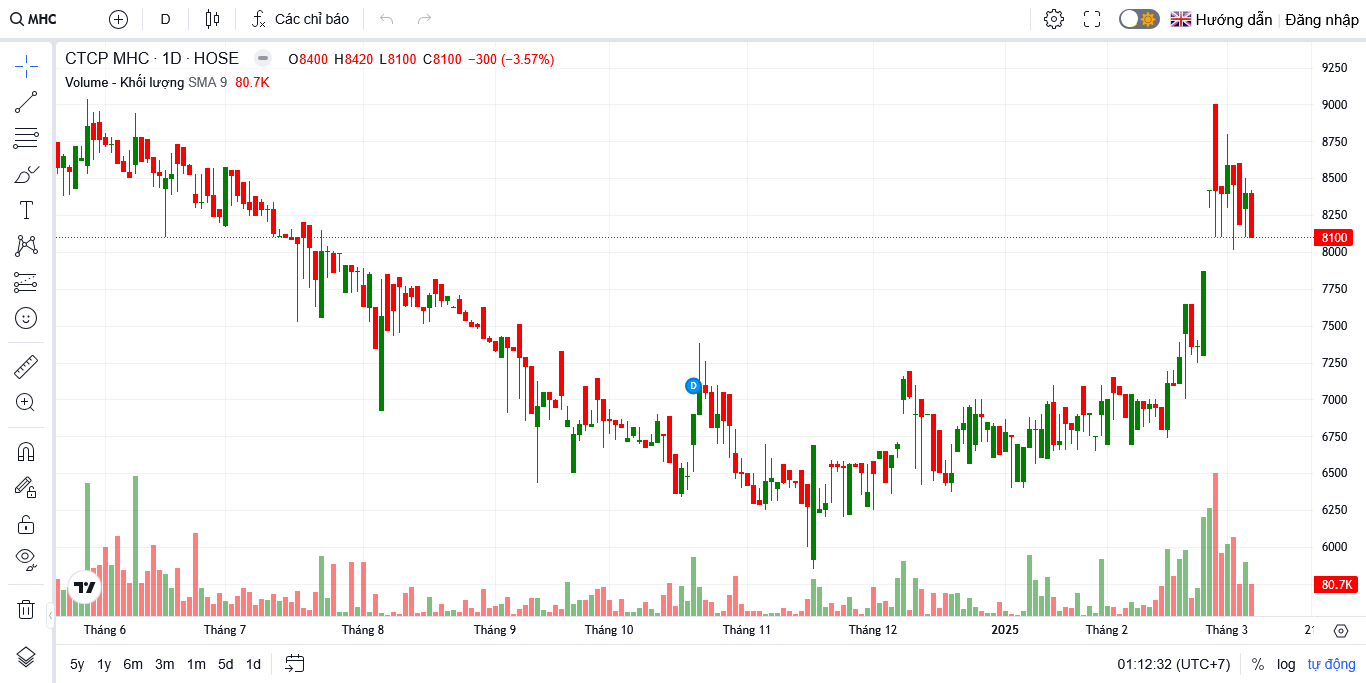 MHC D Các chỉ báo Hướng dẫn Đăng nhập
CTCP MHC · 1D · HOSE O8400 H8420 L8100 C8100 −300 (−3.57%)
Volume - Khối lượng SMA 9 80.7K
9250
9000
8750
8500
8250
8100
8000
7750
7500
7250
D
7000
6750
6500
6250
6000
80.7K
Tháng 6 Tháng 7 Tháng 8 Tháng 9 Tháng 10 Tháng 11 Tháng 12 2025 Tháng 2 Tháng 3
5y 1y 6m 3m 1m 5d 1d 01:12:32 (UTC+7) % log tự động